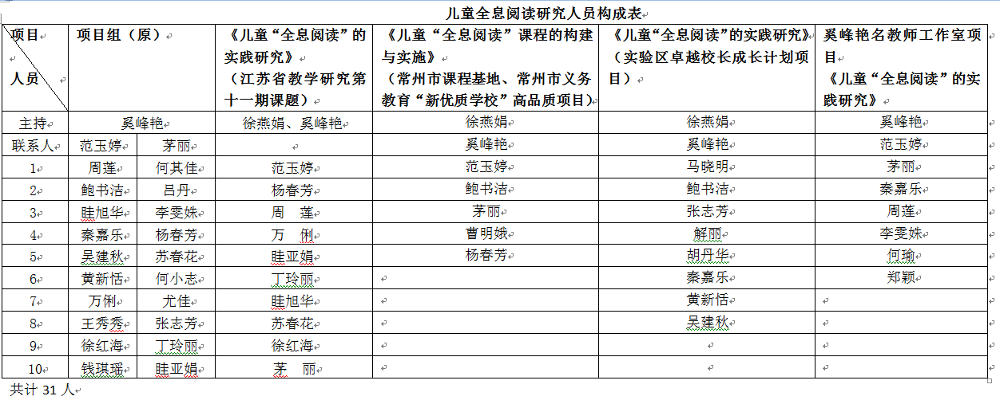 儿童全息阅读研究人员构成表
项目
人员
项目组（原）
《儿童“全息阅读”的
实践研究》
（江苏省教学研究第
十一期课题）
《儿童“全息阅读”课程的构建
与实施》
（常州市课程基地、常州市义务
教育“新优质学校”高品质项目）
《儿童“全息阅读”的实践研究》
（实验区卓越校长成长计划项
目）
奚峰艳名教师工作室项
目
《儿童“全息阅读”的实
践研究》
主持 奚峰艳 徐燕娟、奚峰艳 徐燕娟 徐燕娟 奚峰艳
联系人 范玉婷 茅丽 奚峰艳 奚峰艳 范玉婷
1 周莲 何其佳 范玉婷 范玉婷 马晓明 茅丽
2 鲍书洁 吕丹 杨春芳 鲍书洁 鲍书洁 秦嘉乐
3 眭旭华 李雯姝 周 莲 茅丽 张志芳 周莲
4 秦嘉乐 杨春芳 万 俐 曹明娥 解丽 李雯姝
5 吴建秋 苏春花 眭亚娟 杨春芳 胡丹华 何瑜
6 黄新恬 何小志 丁玲丽 秦嘉乐 郑颖
7 万俐 尤佳 眭旭华 黄新恬
8 王秀秀 张志芳 苏春花 吴建秋
9 徐红海 丁玲丽 徐红海
10 钱琪瑶 眭亚娟 茅 丽
共计 31 人